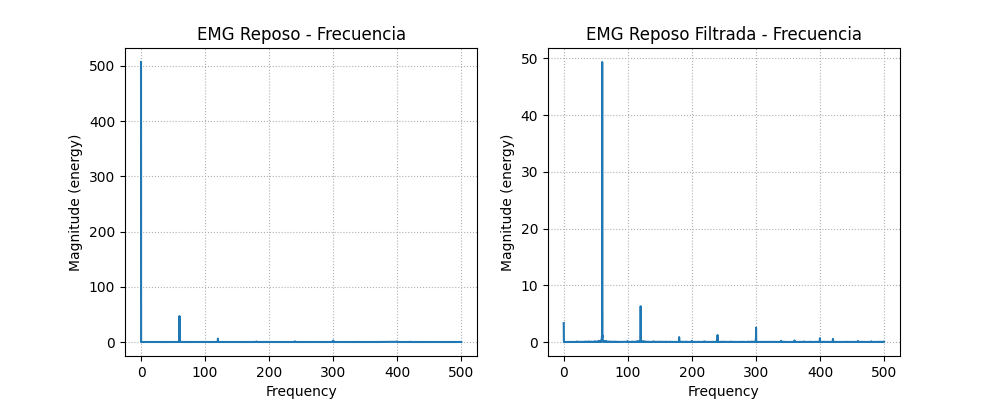 EMG Reposo - Frecuencia
500
400
300
200
100
0
Magnitude (energy)
0 100 200 300 400 500
Frequency
EMG Reposo Filtrada - Frecuencia
50
40
30
20
10
0
Magnitude (energy)
0 100 200 300 400 500
Frequency